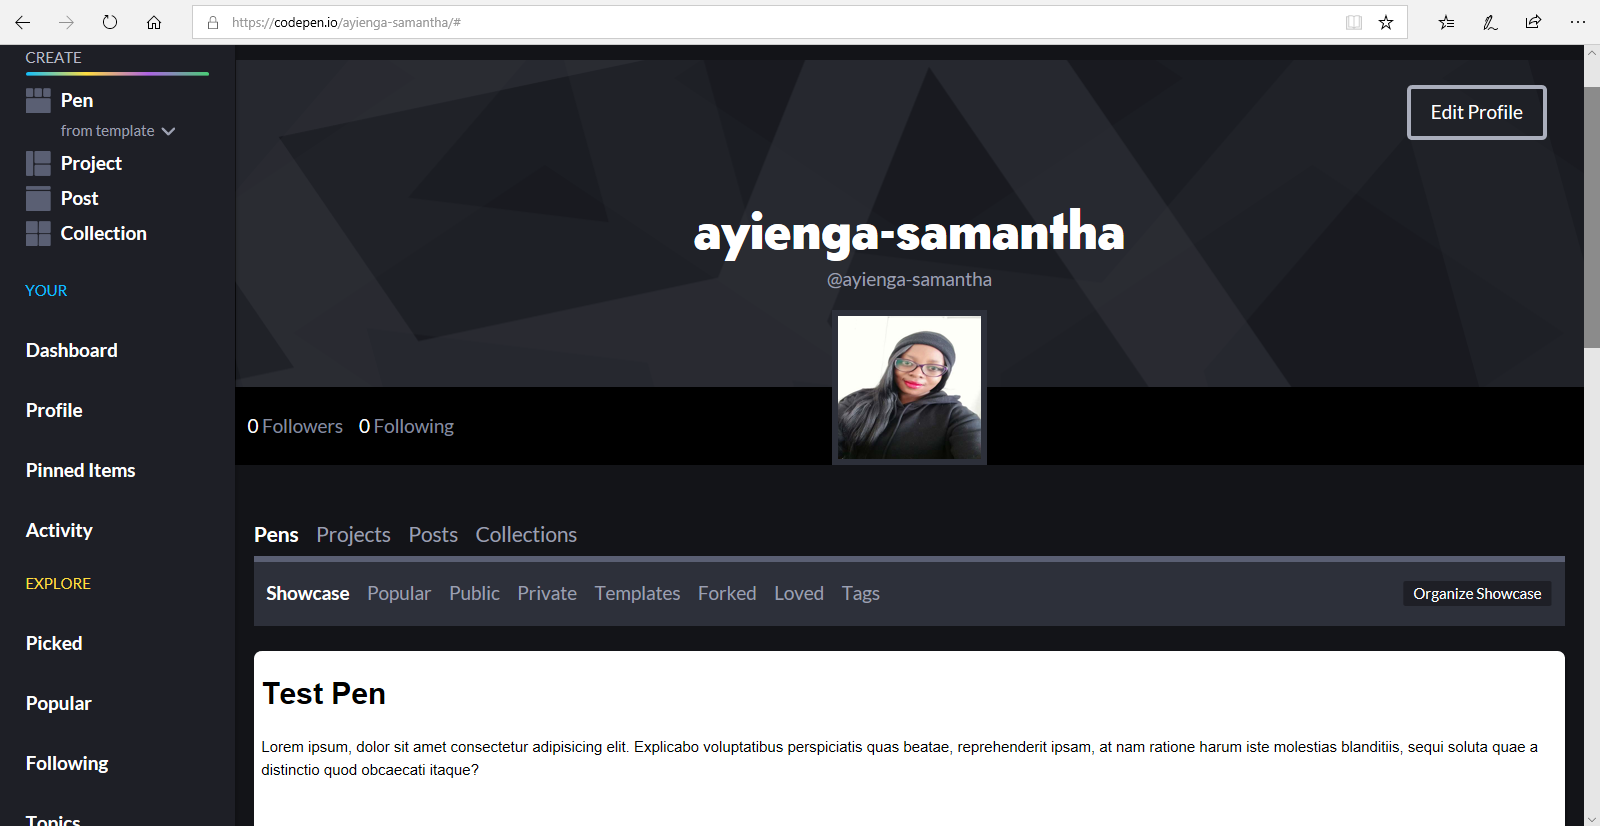 https://codepen.io/ayienga-samantha/#
CREATE
Pen
from template
Project
Post
Collection
YOUR
Dashboard
Profile
Pinned Items
Activity
EXPLORE
Picked
Popular
Following
Topics
Edit Profile
ayienga-samantha
@ayienga-samantha
0 Followers 0 Following
Pens Projects Posts Collections
Showcase Popular Public Private Templates Forked Loved Tags Organize Showcase
Test Pen
Lorem ipsum, dolor sit amet consectetur adipisicing elit. Explicabo voluptatibus perspiciatis quas beatae, reprehenderit ipsam, at nam ratione harum iste molestias blanditiis, sequi soluta quae a
distinctio quod obcaecati itaque?